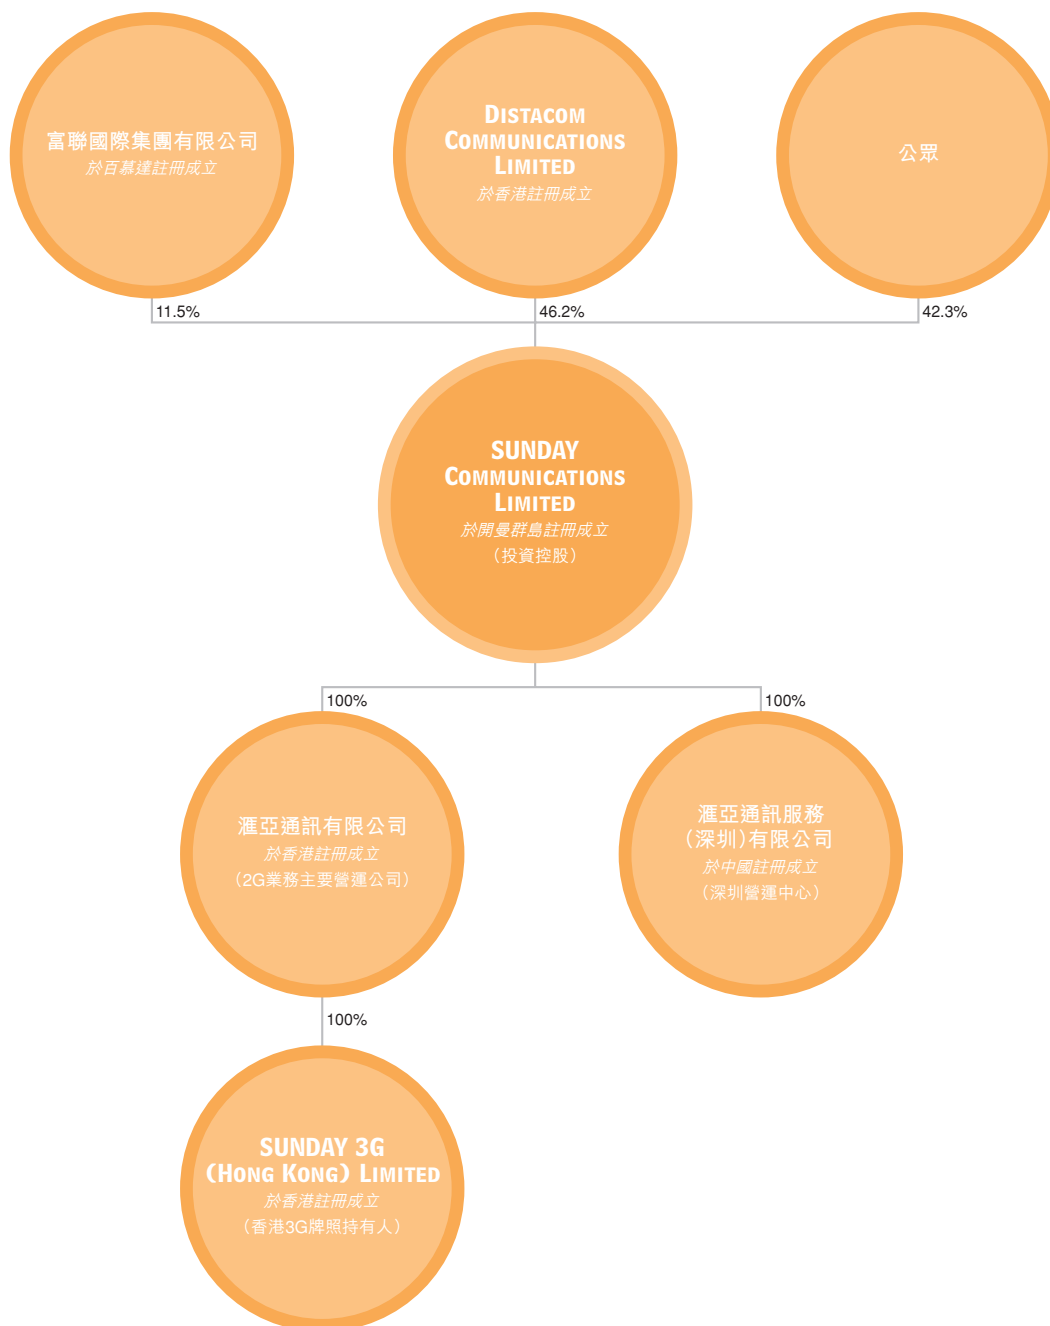 富聯國際集團有限公司
於百慕達註冊成立
DISTACOM
COMMUNICATIONS
LIMITED
於香港註冊成立
公眾
11.5%
46.2%
42.3%
SUNDAY
COMMUNICATIONS
LIMITED
於開曼群島註冊成立
（投資控股）
100%
100%
滙亞通訊有限公司
於香港註冊成立
（2G業務主要營運公司）
滙亞通訊服務
（深圳）有限公司
於中國註冊成立
（深圳營運中心）
100%
SUNDAY 3G
(HONG KONG) LIMITED
於香港註冊成立
（香港3G牌照持有人）